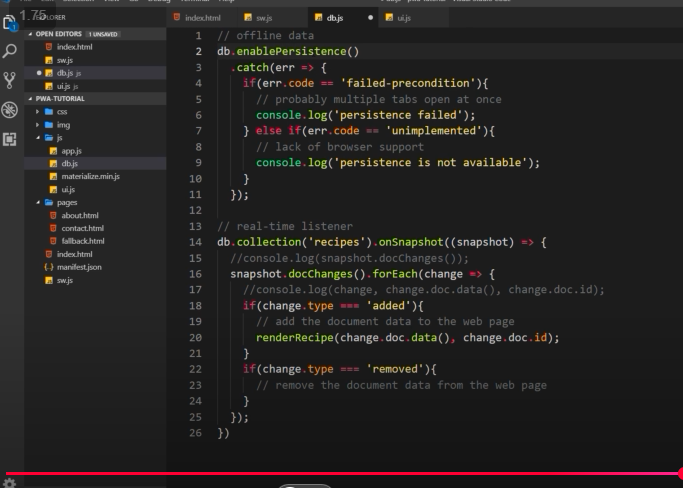 1.75
EXPLORER
OPEN EDITORS 1 UNSAVED
index.html
sw.js
db.js js
ui.js js
PWA-TUTORIAL
css
img
js
app.js
db.js
materialize.min.js
ui.js
pages
about.html
contact.html
fallback.html
index.html
manifest.json
sw.js
index.html sw.js db.js ui.js
1 // offline data
2 db.enablePersistence()
3 .catch(err => {
4 if(err.code == 'failed-precondition'){
5 // probably multiple tabs open at once
6 console.log('persistence failed');
7 } else if(err.code == 'unimplemented'){
8 // lack of browser support
9 console.log('persistence is not available');
10 }
11 });
12
13 // real-time listener
14 db.collection('recipes').onSnapshot((snapshot) => {
15 //console.log(snapshot.docChanges());
16 snapshot.docChanges().forEach(change => {
17 //console.log(change, change.doc.data(), change.doc.id);
18 if(change.type === 'added'){
19 // add the document data to the web page
20 renderRecipe(change.doc.data(), change.doc.id);
21 }
22 if(change.type === 'removed'){
23 // remove the document data from the web page
24 }
25 });
26 })